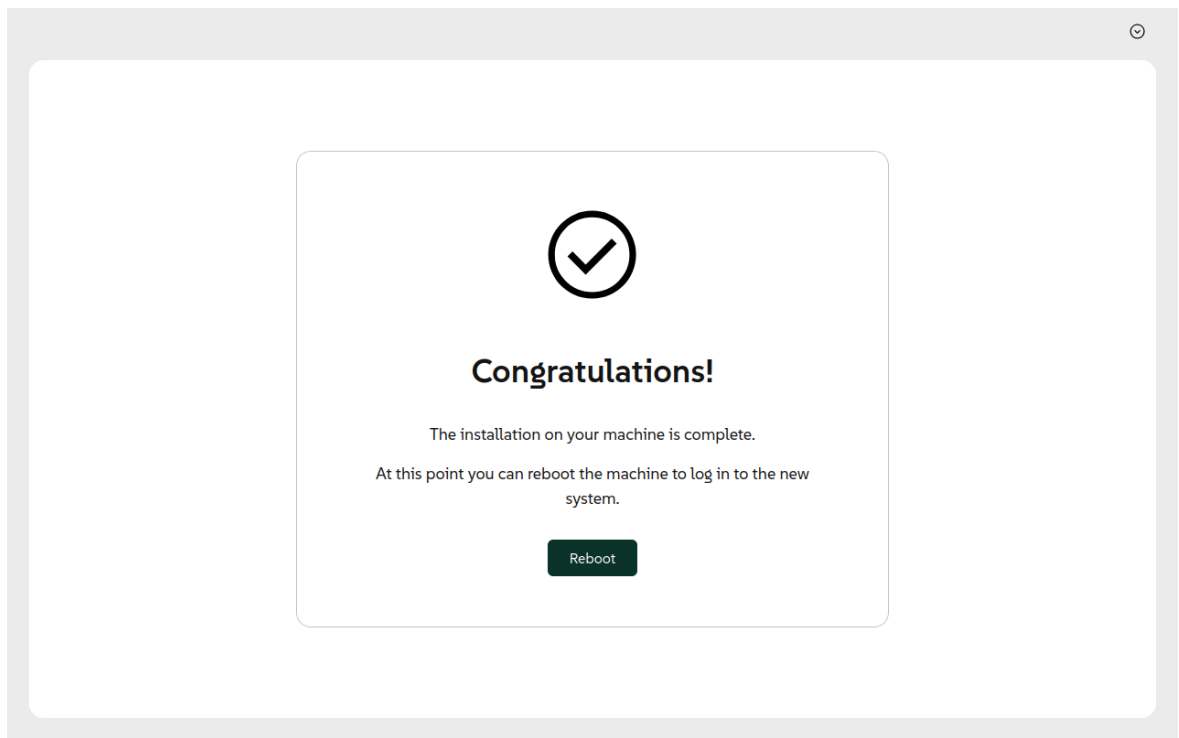 Congratulations!
The installation on your machine is complete.
At this point you can reboot the machine to log in to the new
system.
Reboot